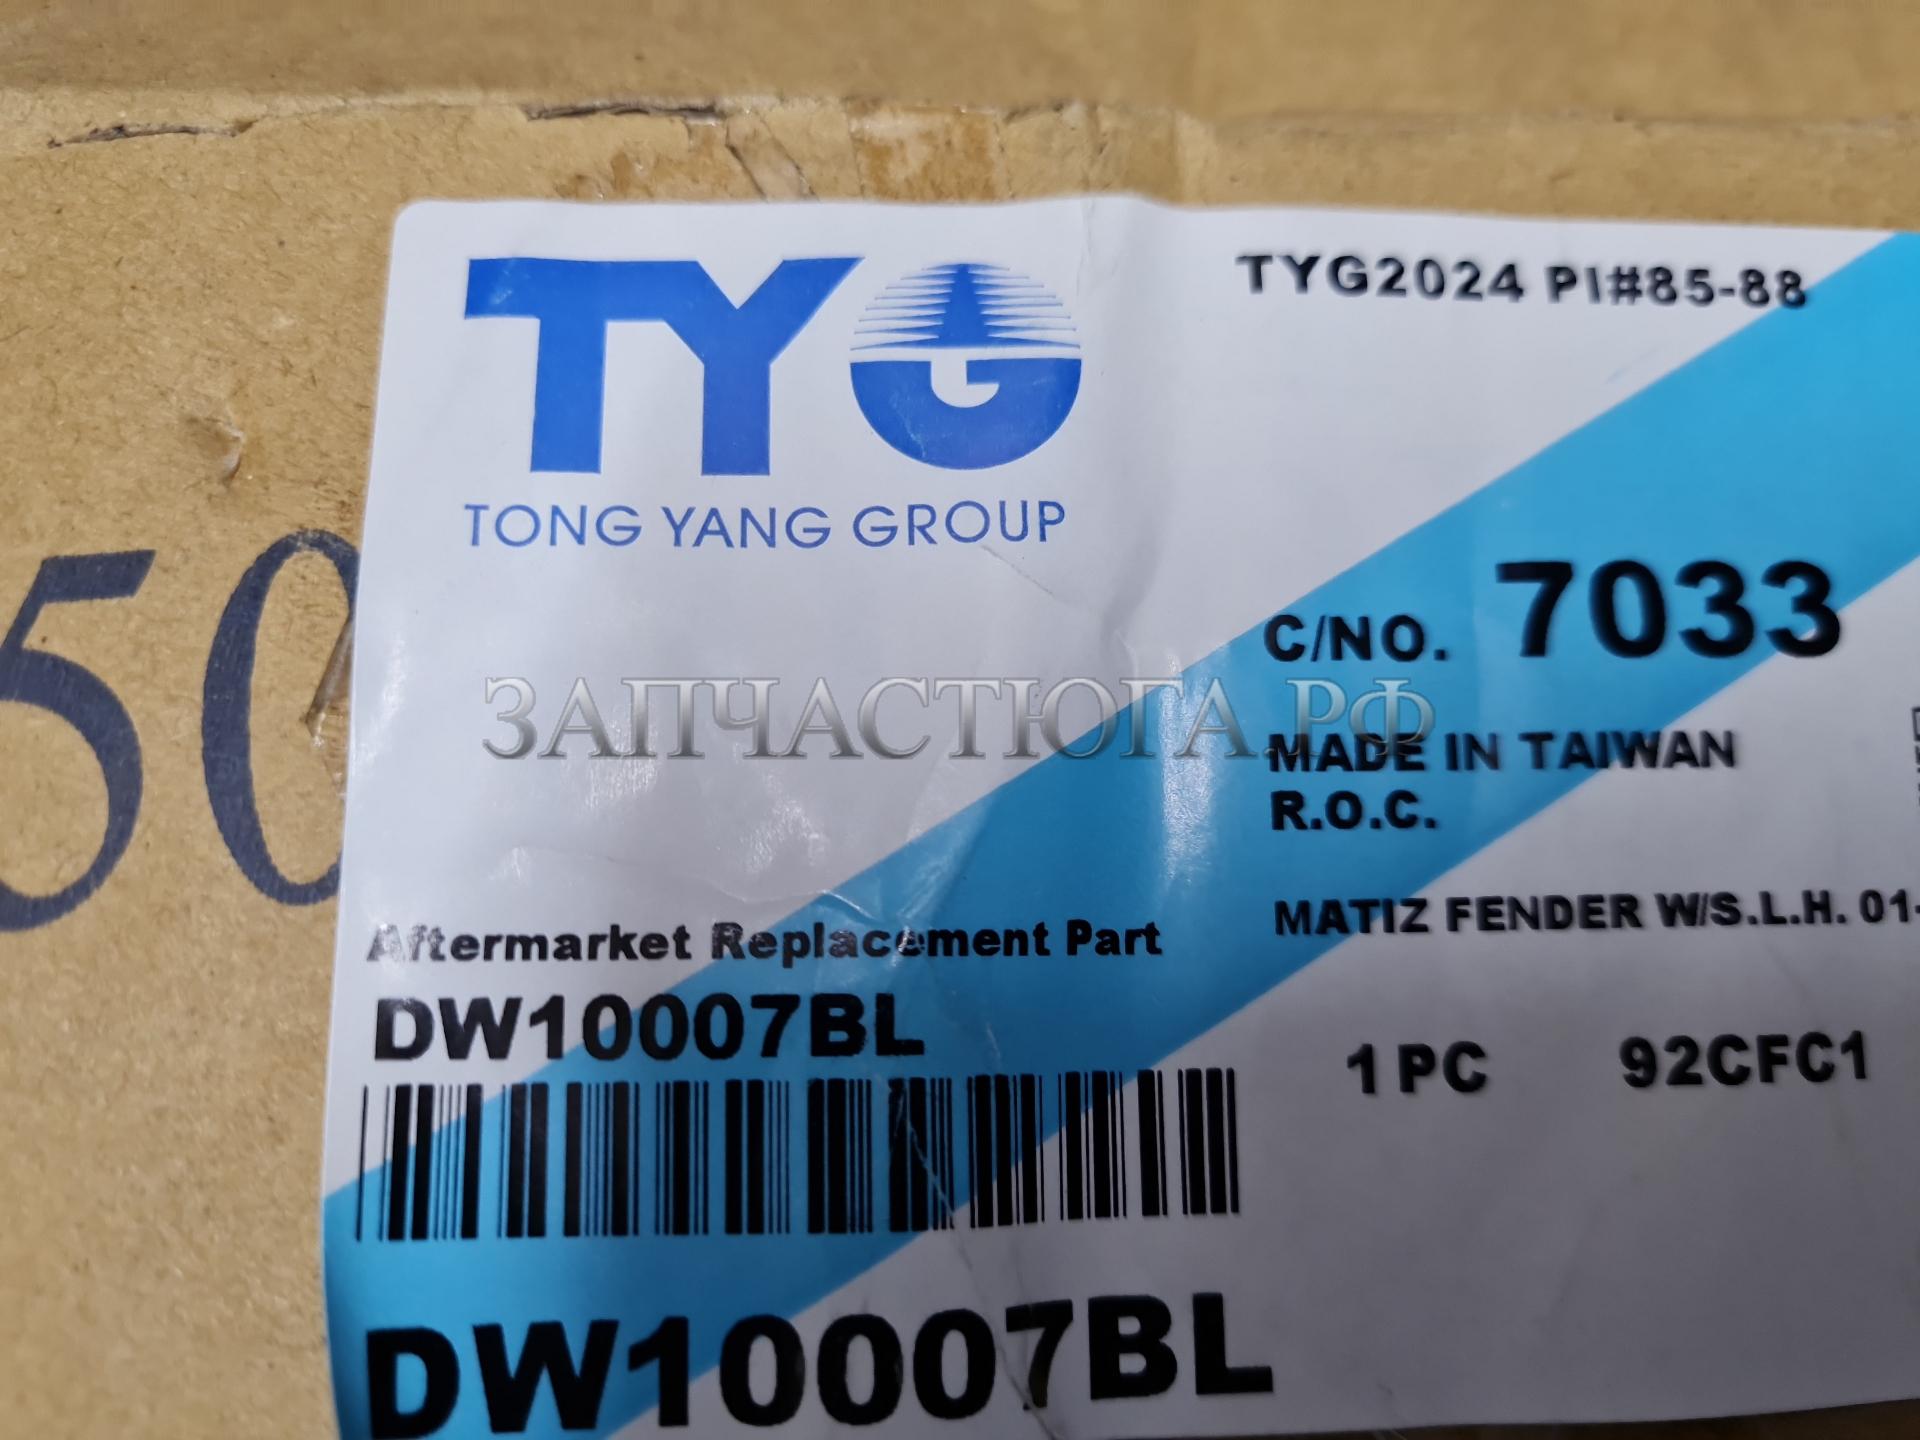 TYG
TYG2024 PI#85-88
TONG YANG GROUP
50
C/NO. 7033
ЗАПЧАСТЮГА.РФ
MADE IN TAIWAN
R.O.C.
MATIZ FENDER W/S.L.H. 01-
Aftermarket Replacement Part
DW10007BL
1 PC 92CFC1
DW10007BL